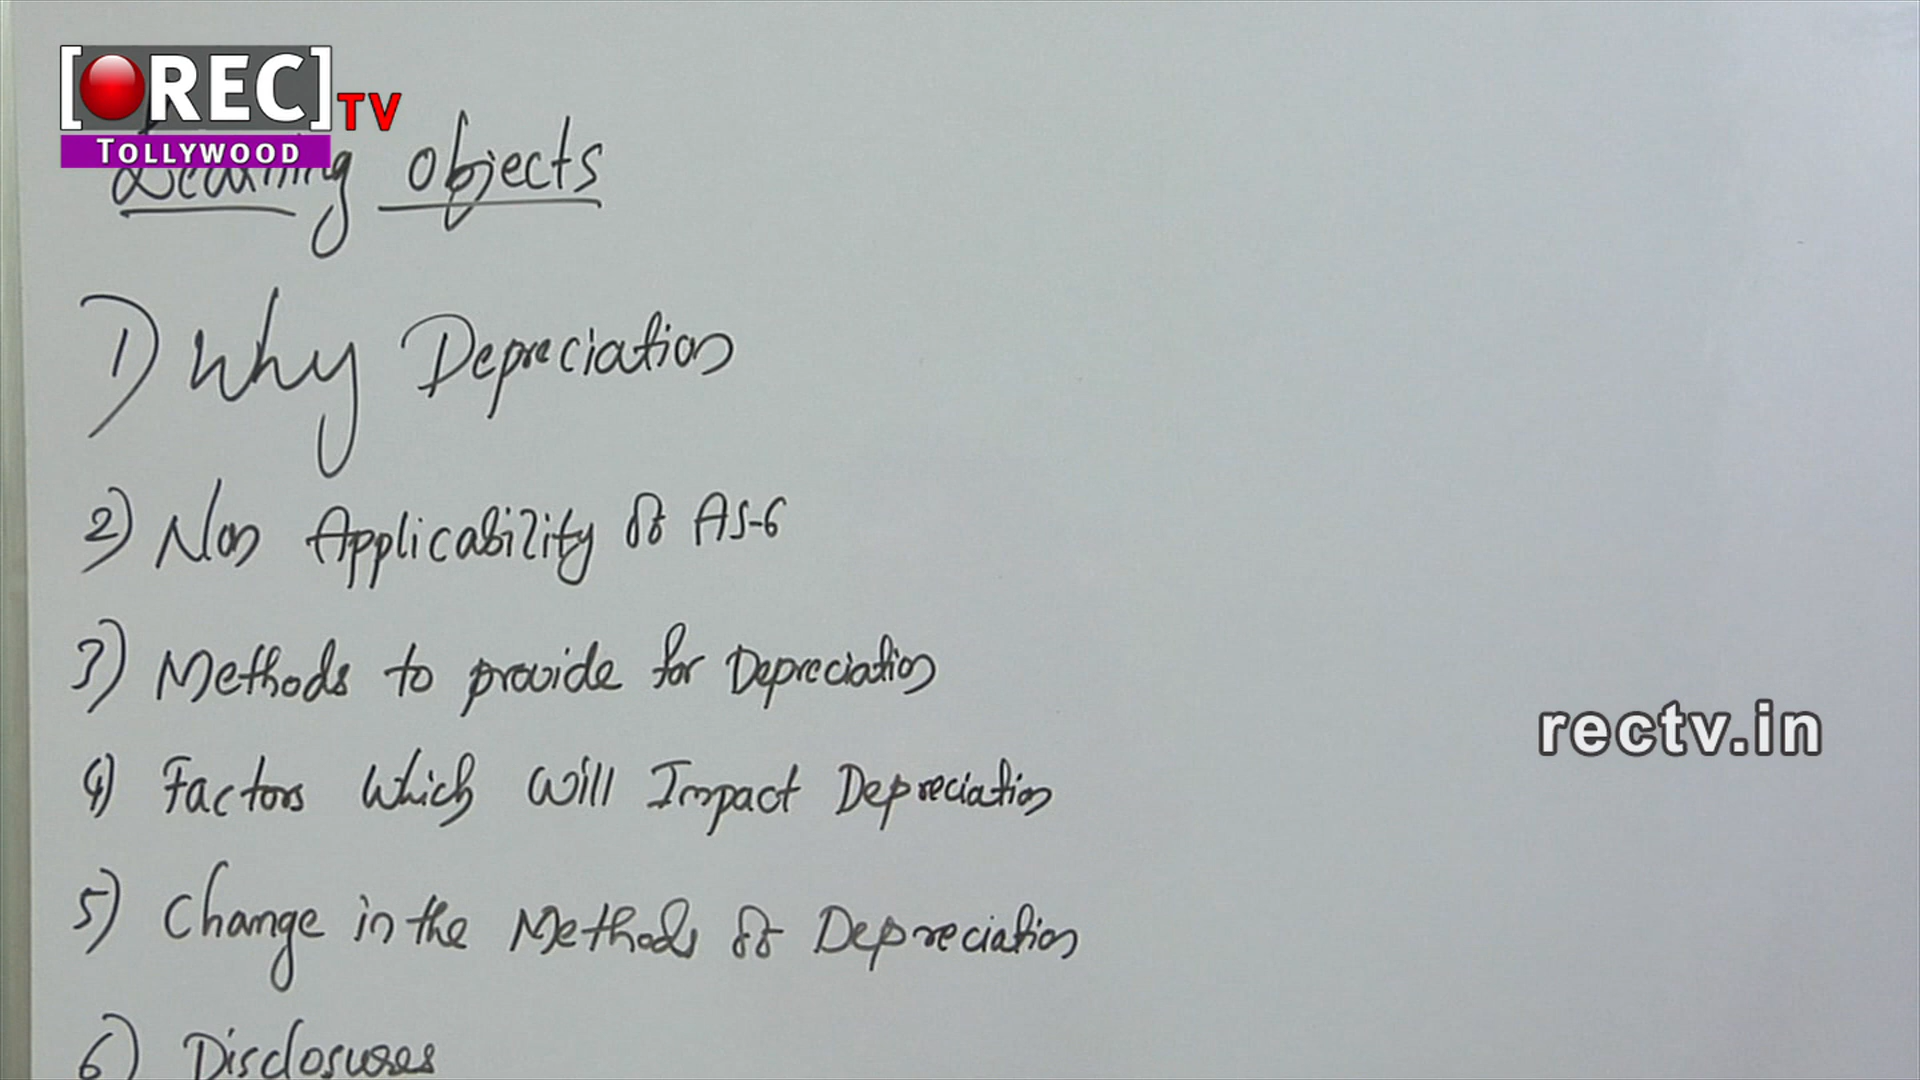 [REC] TV
TOLLYWOOD
Learning objects
1) Why Depreciation
2) Non Applicability of AS-6
3) Methods to provide for Depreciation
4) Factors which will Impact Depreciation
rectv.in
5) Change in the Methods of Depreciation
6) Disclosures